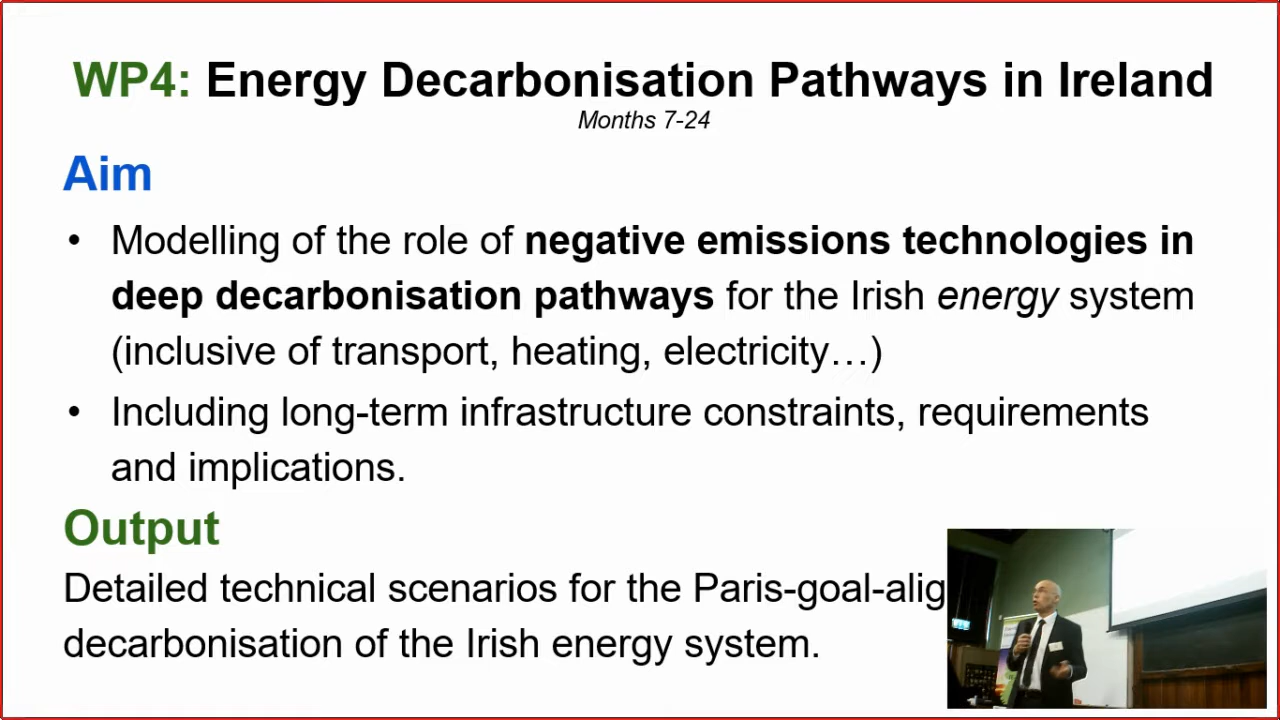 WP4: Energy Decarbonisation Pathways in Ireland
Months 7-24
Aim
• Modelling of the role of negative emissions technologies in
deep decarbonisation pathways for the Irish energy system
(inclusive of transport, heating, electricity…)
• Including long-term infrastructure constraints, requirements
and implications.
Output
Detailed technical scenarios for the Paris-goal-alig
decarbonisation of the Irish energy system.